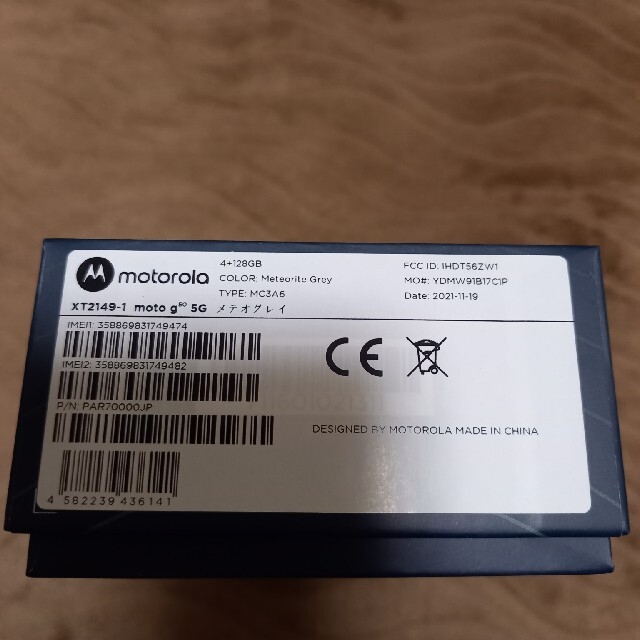 motorola
4+128GB
COLOR: Meteorite Grey
TYPE: MC3A6
FCC ID: IHDT56ZW1
MO#: YDMW91B17C1P
Date: 2021-11-19
XT2149-1 moto g⁵⁰ 5G メテオグレイ
IMEI1: 358869831749474
IMEI2: 358869831749482
P/N: PAR70000JP
DESIGNED BY MOTOROLA MADE IN CHINA
4 582239 436141
CE